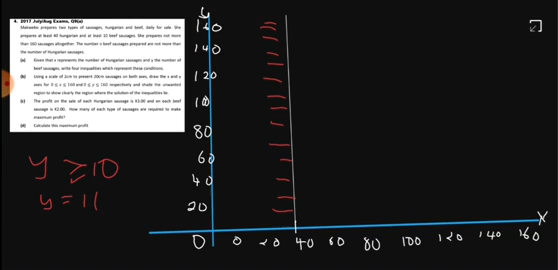 4. 2017 July/Aug Exams, Q9(a)
prepares two types of sausages, hungarian and beef, daily for sale. She
prepares at least 40 hungarian and at least 10 beef sausages. She prepares not more
than 160 sausages altogether. The number of beef sausages prepared are not more than
the number of Hungarian sausages.
(a) Given that x represents the number of Hungarian sausages and y the number of
beef sausages, write four inequalities which represent these conditions.
(b) Using a scale of 2cm to present 20cm sausages on both axes, draw the x and y
axes for 0 ≤ x ≤ 160 and 0 ≤ y ≤ 160 respectively and shade the unwanted
region to show clearly the region where the solution of the inequalities lie.
(c) The profit on the sale of each Hungarian sausage is K3.00 and on each beef
sausage is K2.00. How many of each type of sausages are required to make
maximum profit?
(d) Calculate this maximum profit
y ≥ 10
y = 11
y
160
140
120
100
80
60
40
20
0 0 20 40 60 80 100 120 140 160
X